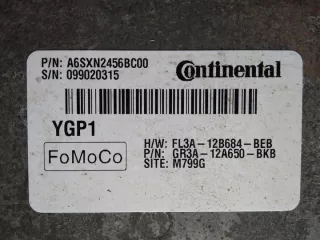 P/N: A6SXN2456BC00
S/N: 099020315
Continental
YGP1
FoMoCo
H/W: FL3A-12B684-BEB
P/N: GR3A-12A650-BKB
SITE: M799G